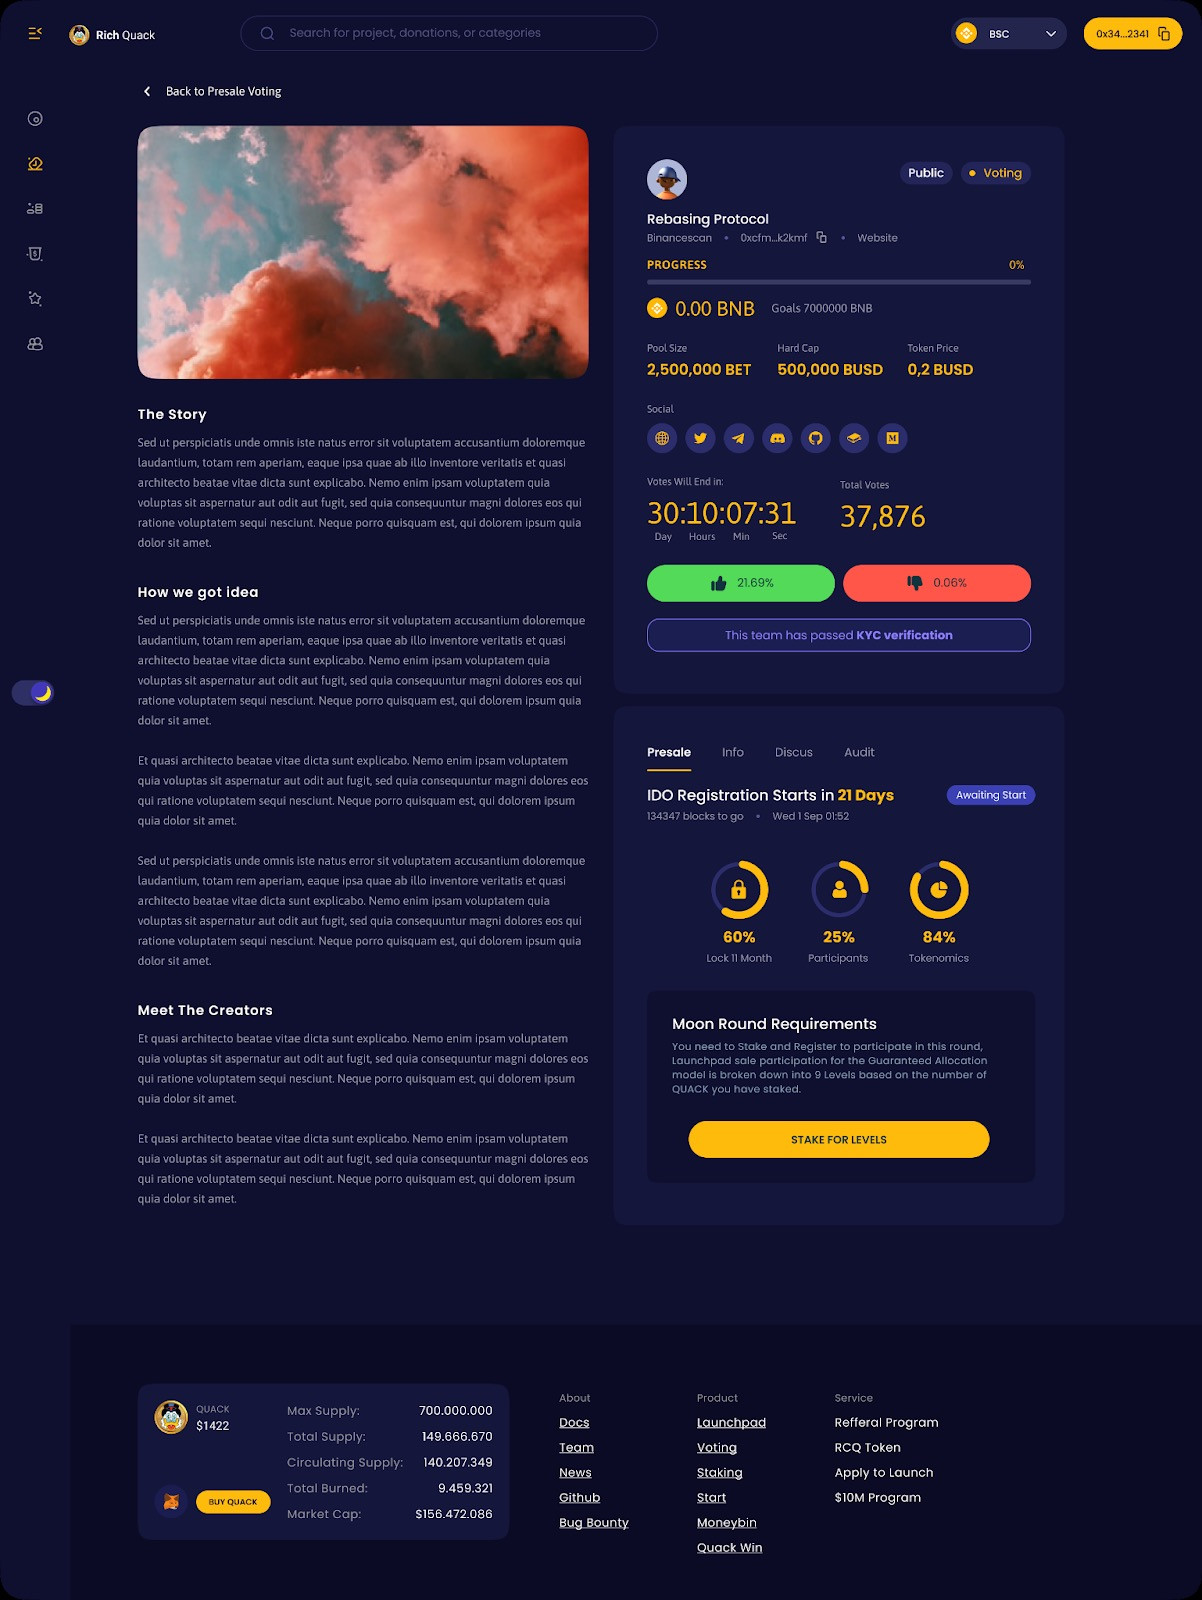 Rich Quack
Search for project, donations, or categories
BSC
0x34...2341
Back to Presale Voting
The Story
Sed ut perspiciatis unde omnis iste natus error sit voluptatem accusantium doloremque
laudantium, totam rem aperiam, eaque ipsa quae ab illo inventore veritatis et quasi
architecto beatae vitae dicta sunt explicabo. Nemo enim ipsam voluptatem quia
voluptas sit aspernatur aut odit aut fugit, sed quia consequuntur magni dolores eos qui
ratione voluptatem sequi nesciunt. Neque porro quisquam est, qui dolorem ipsum quia
dolor sit amet.
How we got idea
Sed ut perspiciatis unde omnis iste natus error sit voluptatem accusantium doloremque
laudantium, totam rem aperiam, eaque ipsa quae ab illo inventore veritatis et quasi
architecto beatae vitae dicta sunt explicabo. Nemo enim ipsam voluptatem quia
voluptas sit aspernatur aut odit aut fugit, sed quia consequuntur magni dolores eos qui
ratione voluptatem sequi nesciunt. Neque porro quisquam est, qui dolorem ipsum quia
dolor sit amet.
Et quasi architecto beatae vitae dicta sunt explicabo. Nemo enim ipsam voluptatem
quia voluptas sit aspernatur aut odit aut fugit, sed quia consequuntur magni dolores eos
qui ratione voluptatem sequi nesciunt. Neque porro quisquam est, qui dolorem ipsum
quia dolor sit amet.
Sed ut perspiciatis unde omnis iste natus error sit voluptatem accusantium doloremque
laudantium, totam rem aperiam, eaque ipsa quae ab illo inventore veritatis et quasi
architecto beatae vitae dicta sunt explicabo. Nemo enim ipsam voluptatem quia
voluptas sit aspernatur aut odit aut fugit, sed quia consequuntur magni dolores eos qui
ratione voluptatem sequi nesciunt. Neque porro quisquam est, qui dolorem ipsum quia
dolor sit amet.
Meet The Creators
Et quasi architecto beatae vitae dicta sunt explicabo. Nemo enim ipsam voluptatem
quia voluptas sit aspernatur aut odit aut fugit, sed quia consequuntur magni dolores eos
qui ratione voluptatem sequi nesciunt. Neque porro quisquam est, qui dolorem ipsum
quia dolor sit amet.
Et quasi architecto beatae vitae dicta sunt explicabo. Nemo enim ipsam voluptatem
quia voluptas sit aspernatur aut odit aut fugit, sed quia consequuntur magni dolores eos
qui ratione voluptatem sequi nesciunt. Neque porro quisquam est, qui dolorem ipsum
quia dolor sit amet.
Public
Voting
Rebasing Protocol
Binancescan • 0xcfm...k2kmf • Website
PROGRESS 0%
0.00 BNB Goals 7000000 BNB
Pool Size Hard Cap Token Price
2,500,000 BET 500,000 BUSD 0,2 BUSD
Social
Votes Will End in: Total Votes
30:10:07:31 37,876
Day Hours Min Sec
21.69% 0.06%
This team has passed KYC verification
Presale Info Discus Audit
IDO Registration Starts in 21 Days
Awaiting Start
134347 blocks to go • Wed 1 Sep 01:52
60% 25% 84%
Lock 11 Month Participants Tokenomics
Moon Round Requirements
You need to Stake and Register to participate in this round,
Launchpad sale participation for the Guaranteed Allocation
model is broken down into 9 Levels based on the number of
QUACK you have staked.
STAKE FOR LEVELS
QUACK
$1422
BUY QUACK
Max Supply: 700.000.000
Total Supply: 149.666.670
Circulating Supply: 140.207.349
Total Burned: 9.459.321
Market Cap: $156.472.086
About
Docs
Team
News
Github
Bug Bounty
Product
Launchpad
Voting
Staking
Start
Moneybin
Quack Win
Service
Refferal Program
RCQ Token
Apply to Launch
$10M Program